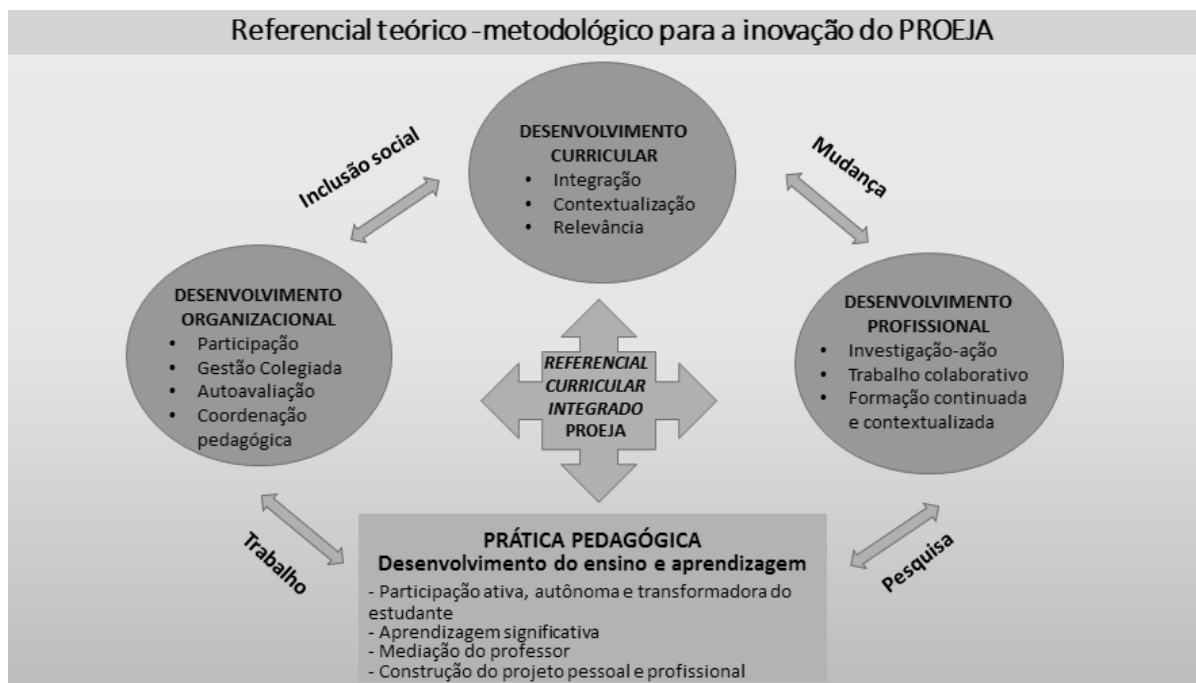 Referencial teórico -metodológico para a inovação do PROEJA
Inclusão social
DESENVOLVIMENTO
CURRICULAR
• Integração
• Contextualização
• Relevância
Mudança
DESENVOLVIMENTO
ORGANIZACIONAL
• Participação
• Gestão Colegiada
• Autoavaliação
• Coordenação
pedagógica
REFERENCIAL
CURRICULAR
INTEGRADO
PROEJA
DESENVOLVIMENTO
PROFISSIONAL
• Investigação-ação
• Trabalho colaborativo
• Formação continuada
e contextualizada
Trabalho
PRÁTICA PEDAGÓGICA
Desenvolvimento do ensino e aprendizagem
- Participação ativa, autônoma e transformadora do
estudante
- Aprendizagem significativa
- Mediação do professor
- Construção do projeto pessoal e profissional
Pesquisa